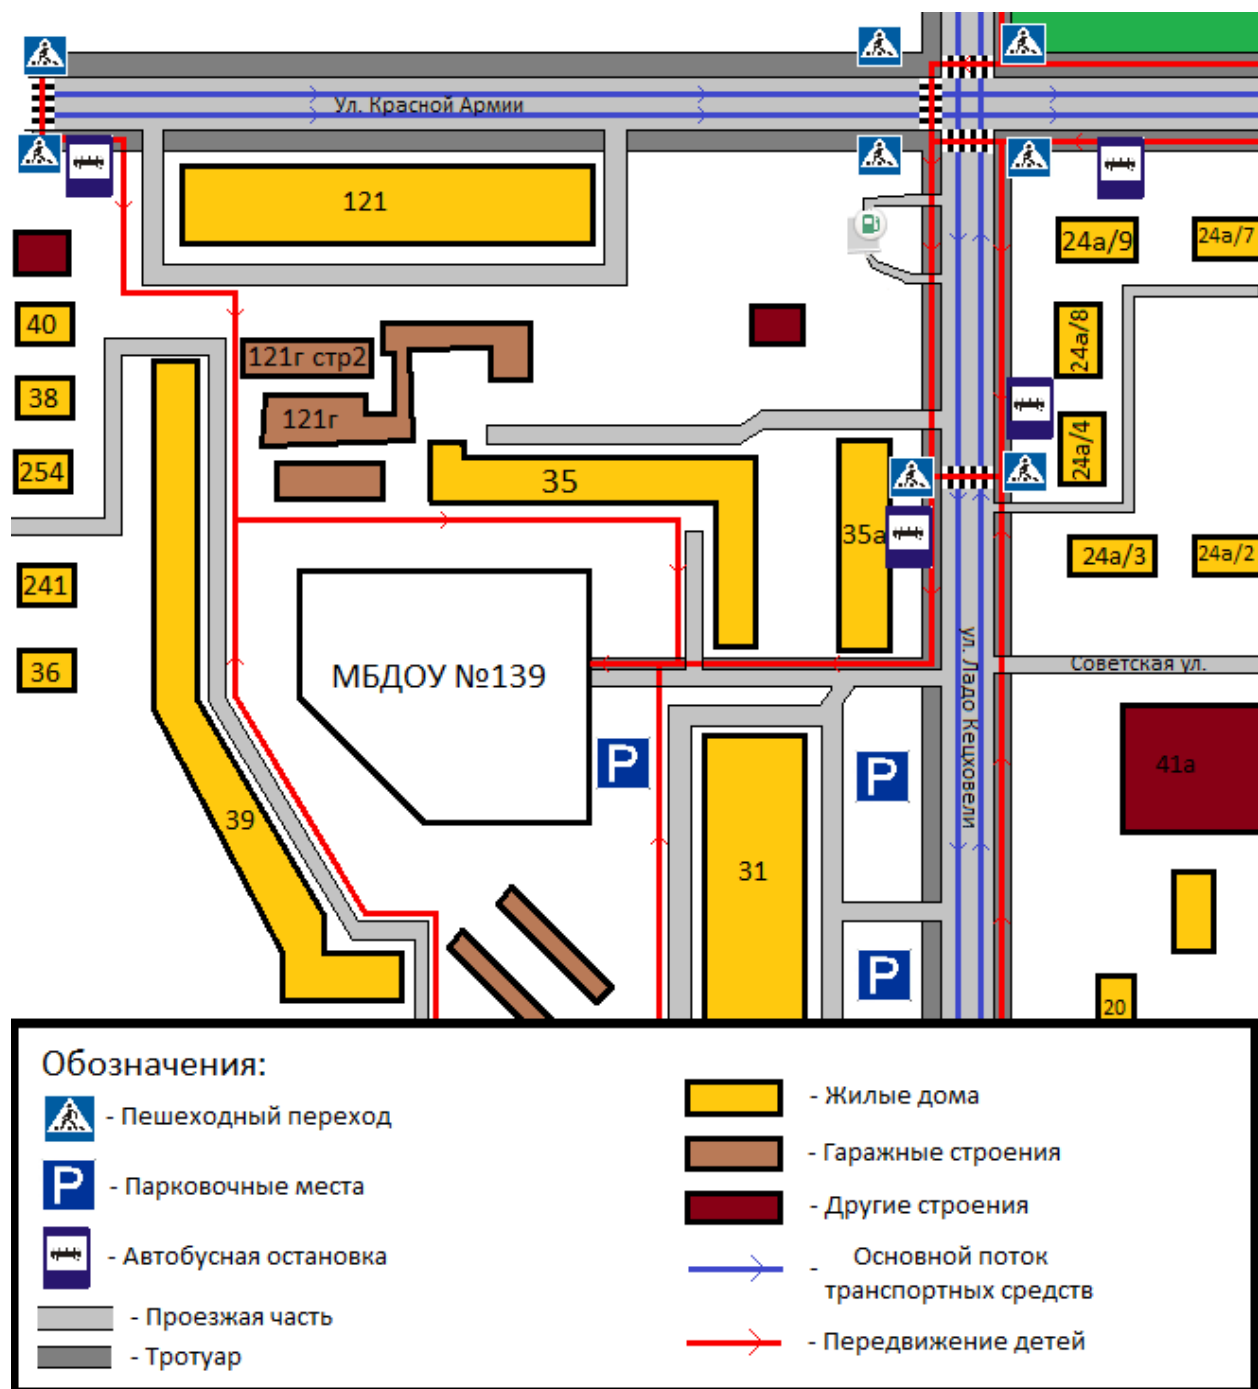 Ул. Красной Армии
121
24а/9
24а/7
40
24а/8
121г стр2
38
121г
24а/4
254
35
35а
24а/3
24а/2
241
МБДОУ №139
36
ул. Ладо Кецховели
Советская ул.
P
P
41а
39
31
P
20
Обозначения:
- Пешеходный переход
P - Парковочные места
- Автобусная остановка
- Проезжая часть
- Тротуар
- Жилые дома
- Гаражные строения
- Другие строения
- Основной поток
транспортных средств
- Передвижение детей